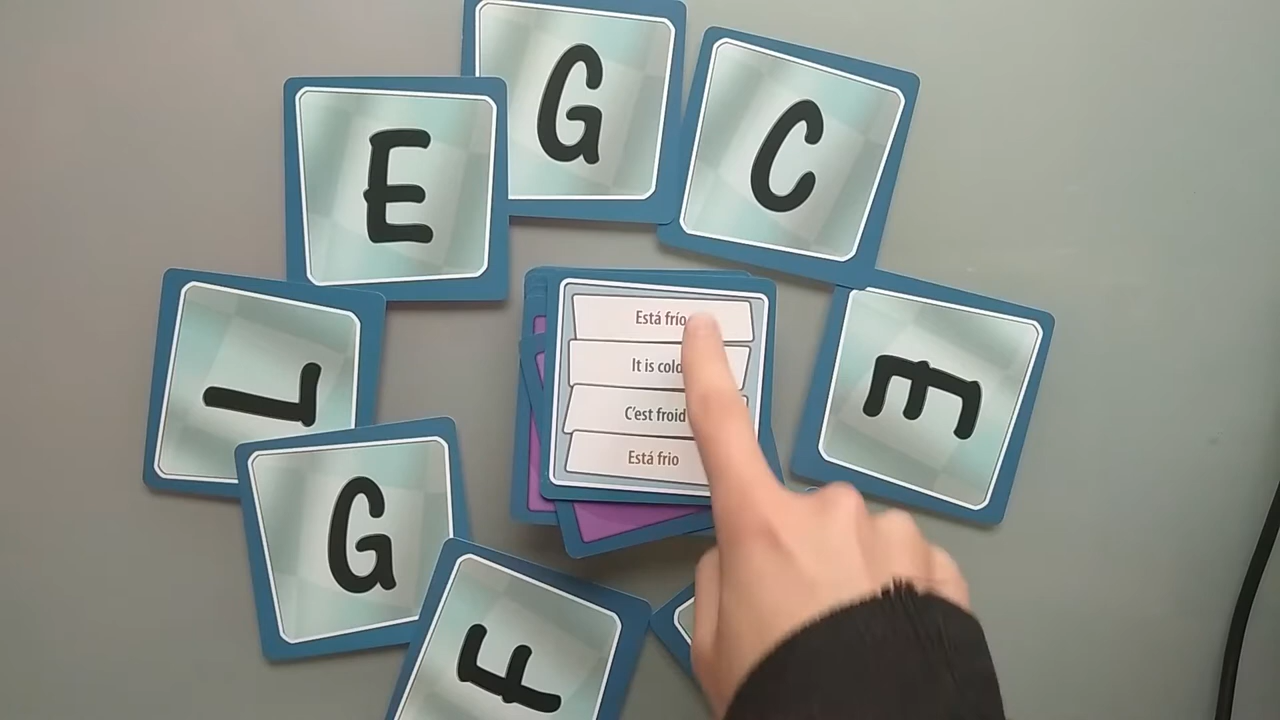 G
C
E
E
L
G
F
Está frío
It is cold
C'est froid
Está frio